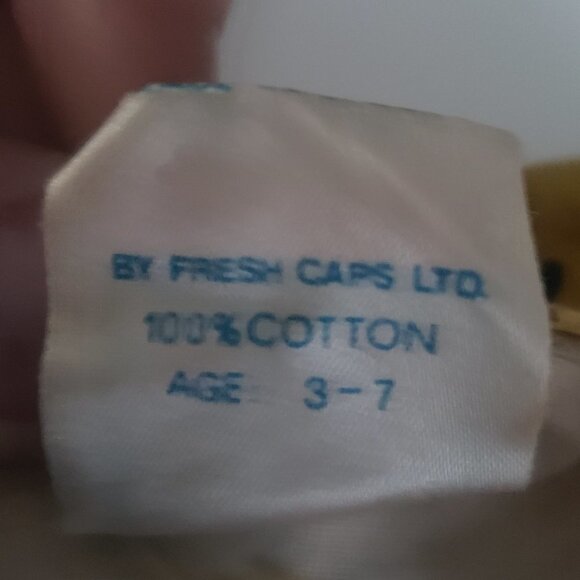 BY FRESH CAPS LTD.
100% COTTON
AGE: 3-7